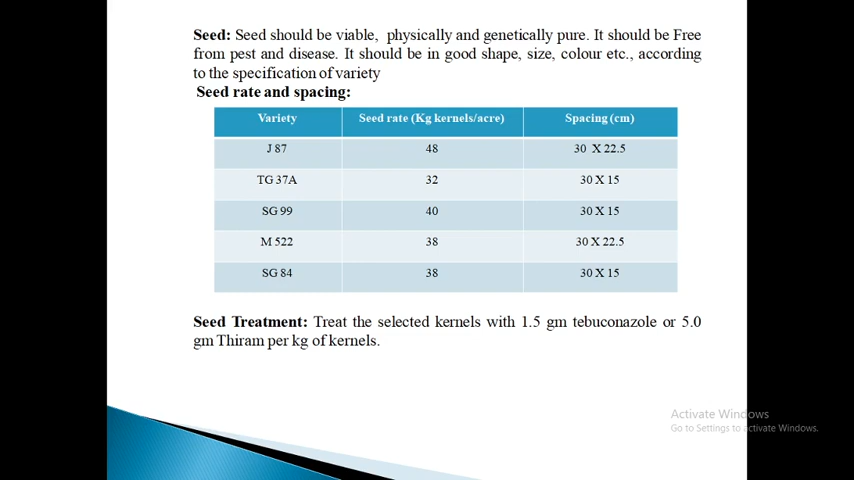 Seed: Seed should be viable, physically and genetically pure. It should be Free
from pest and disease. It should be in good shape, size, colour etc., according
to the specification of variety
Seed rate and spacing:
Variety Seed rate (Kg kernels/acre) Spacing (cm)
J 87 48 30 X 22.5
TG 37A 32 30 X 15
SG 99 40 30 X 15
M 522 38 30 X 22.5
SG 84 38 30 X 15
Seed Treatment: Treat the selected kernels with 1.5 gm tebuconazole or 5.0
gm Thiram per kg of kernels.
Activate Windows
Go to Settings to activate Windows.